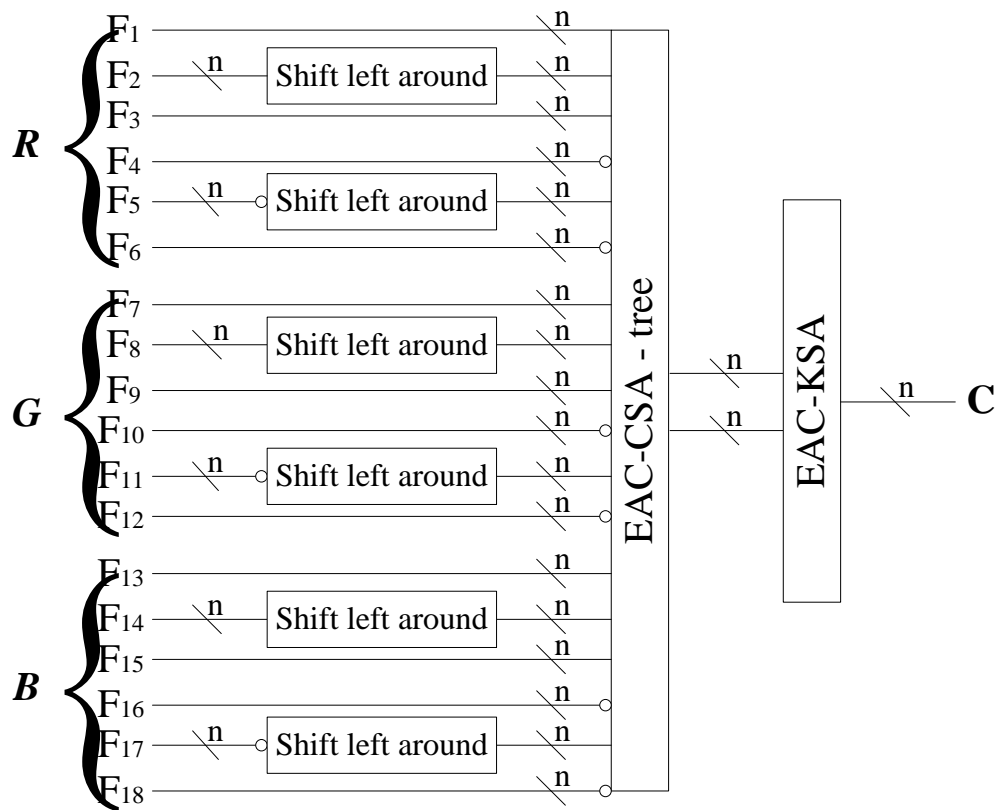 F1 n
F2 n Shift left around n
F3 n
R
F4 n
F5 n Shift left around n
F6 n
F7 n
F8 n Shift left around n
F9 n
G
F10 n
F11 n Shift left around n
F12 n
F13 n
F14 n Shift left around n
F15 n
B
F16 n
F17 n Shift left around n
F18 n
EAC-CSA - tree
n
n
EAC-KSA
n
C